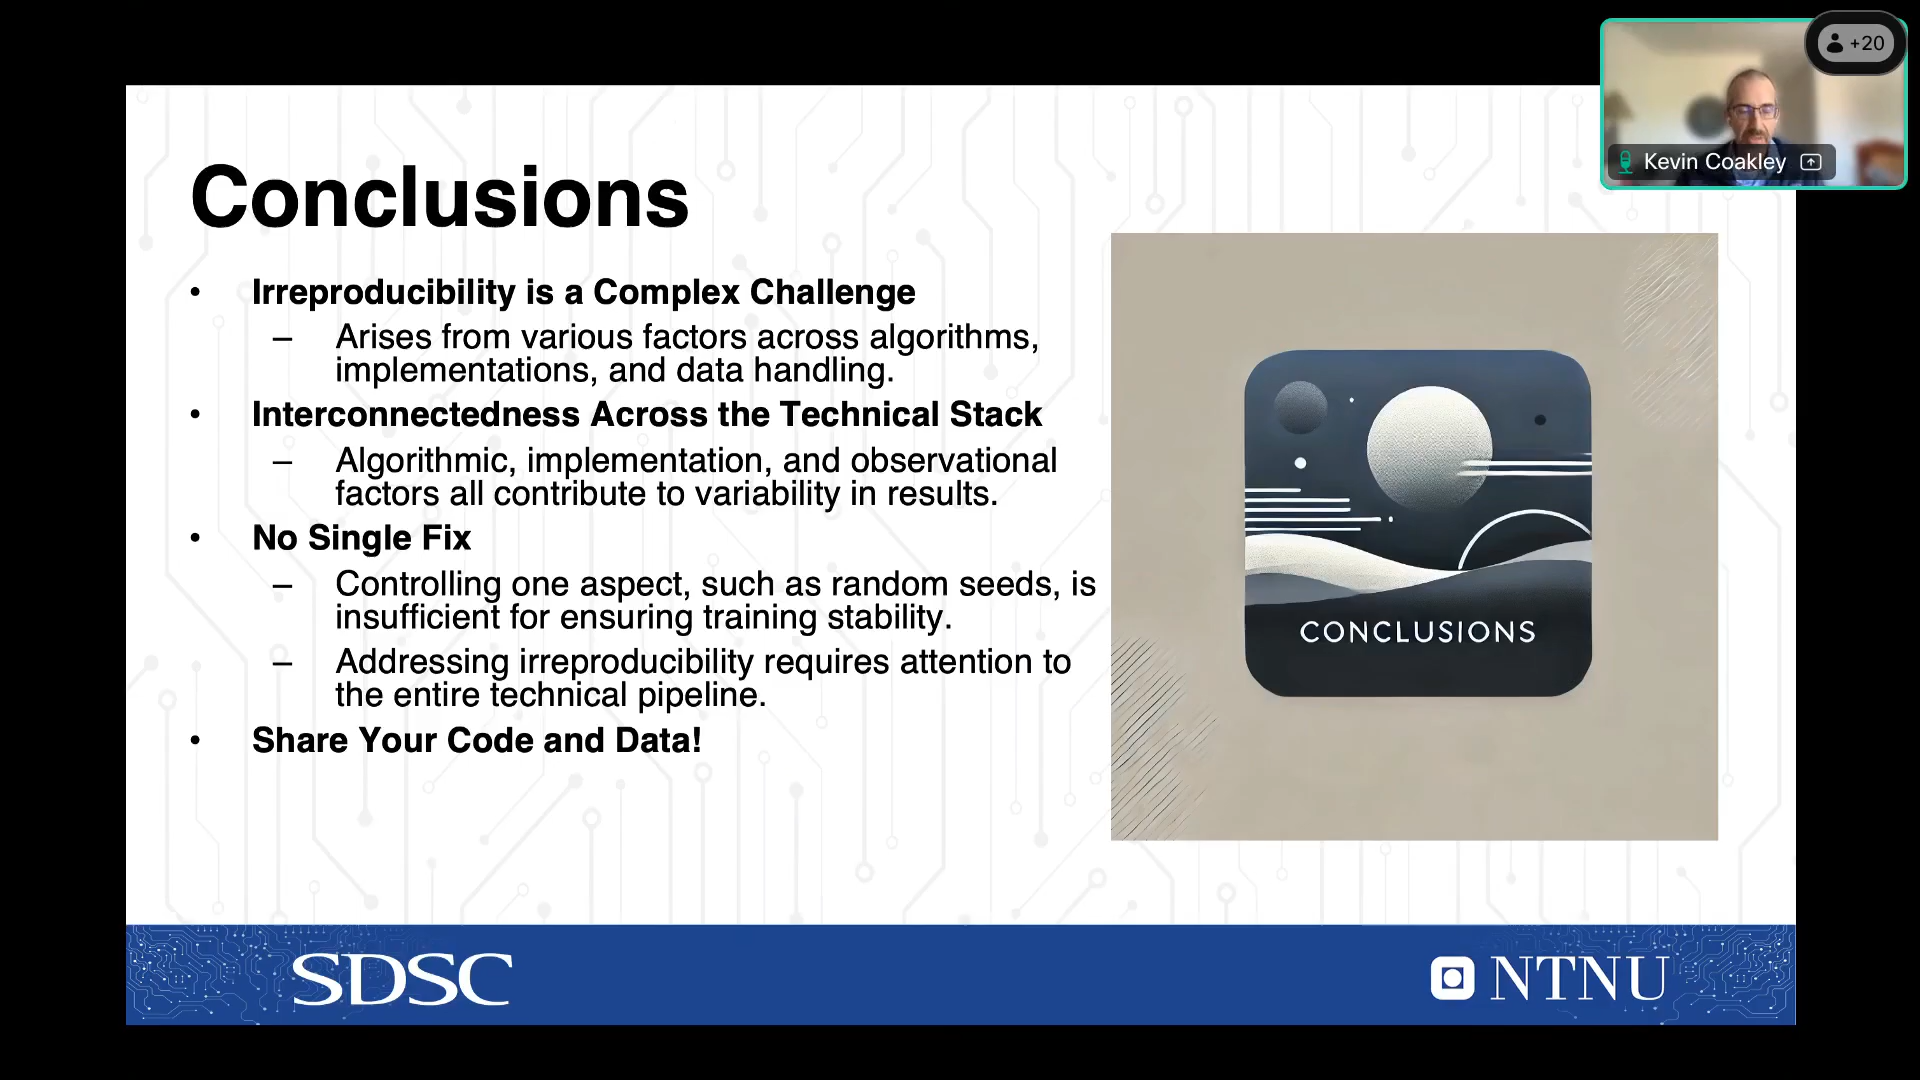 +20
Kevin Coakley
Conclusions
• Irreproducibility is a Complex Challenge
– Arises from various factors across algorithms,
implementations, and data handling.
• Interconnectedness Across the Technical Stack
– Algorithmic, implementation, and observational
factors all contribute to variability in results.
• No Single Fix
– Controlling one aspect, such as random seeds, is
insufficient for ensuring training stability.
– Addressing irreproducibility requires attention to
the entire technical pipeline.
• Share Your Code and Data!
CONCLUSIONS
SDSC
NTNU